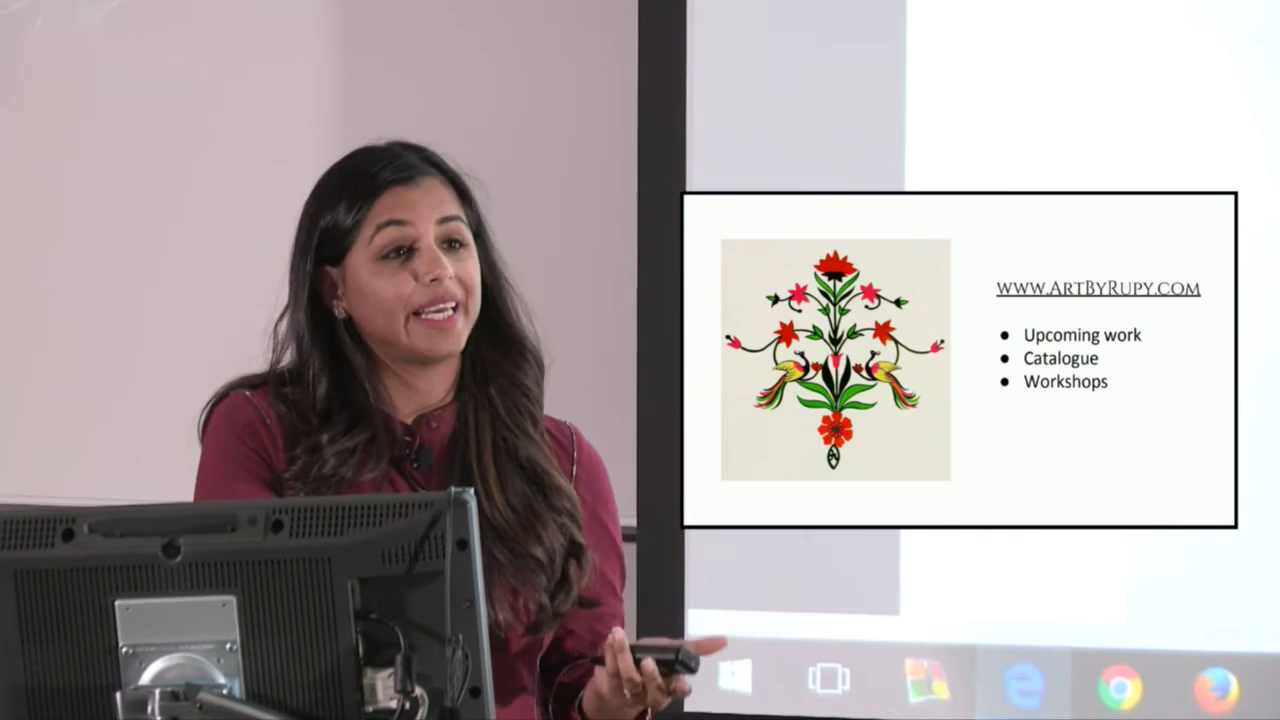 www.ArtByRupy.com
● Upcoming work
● Catalogue
● Workshops